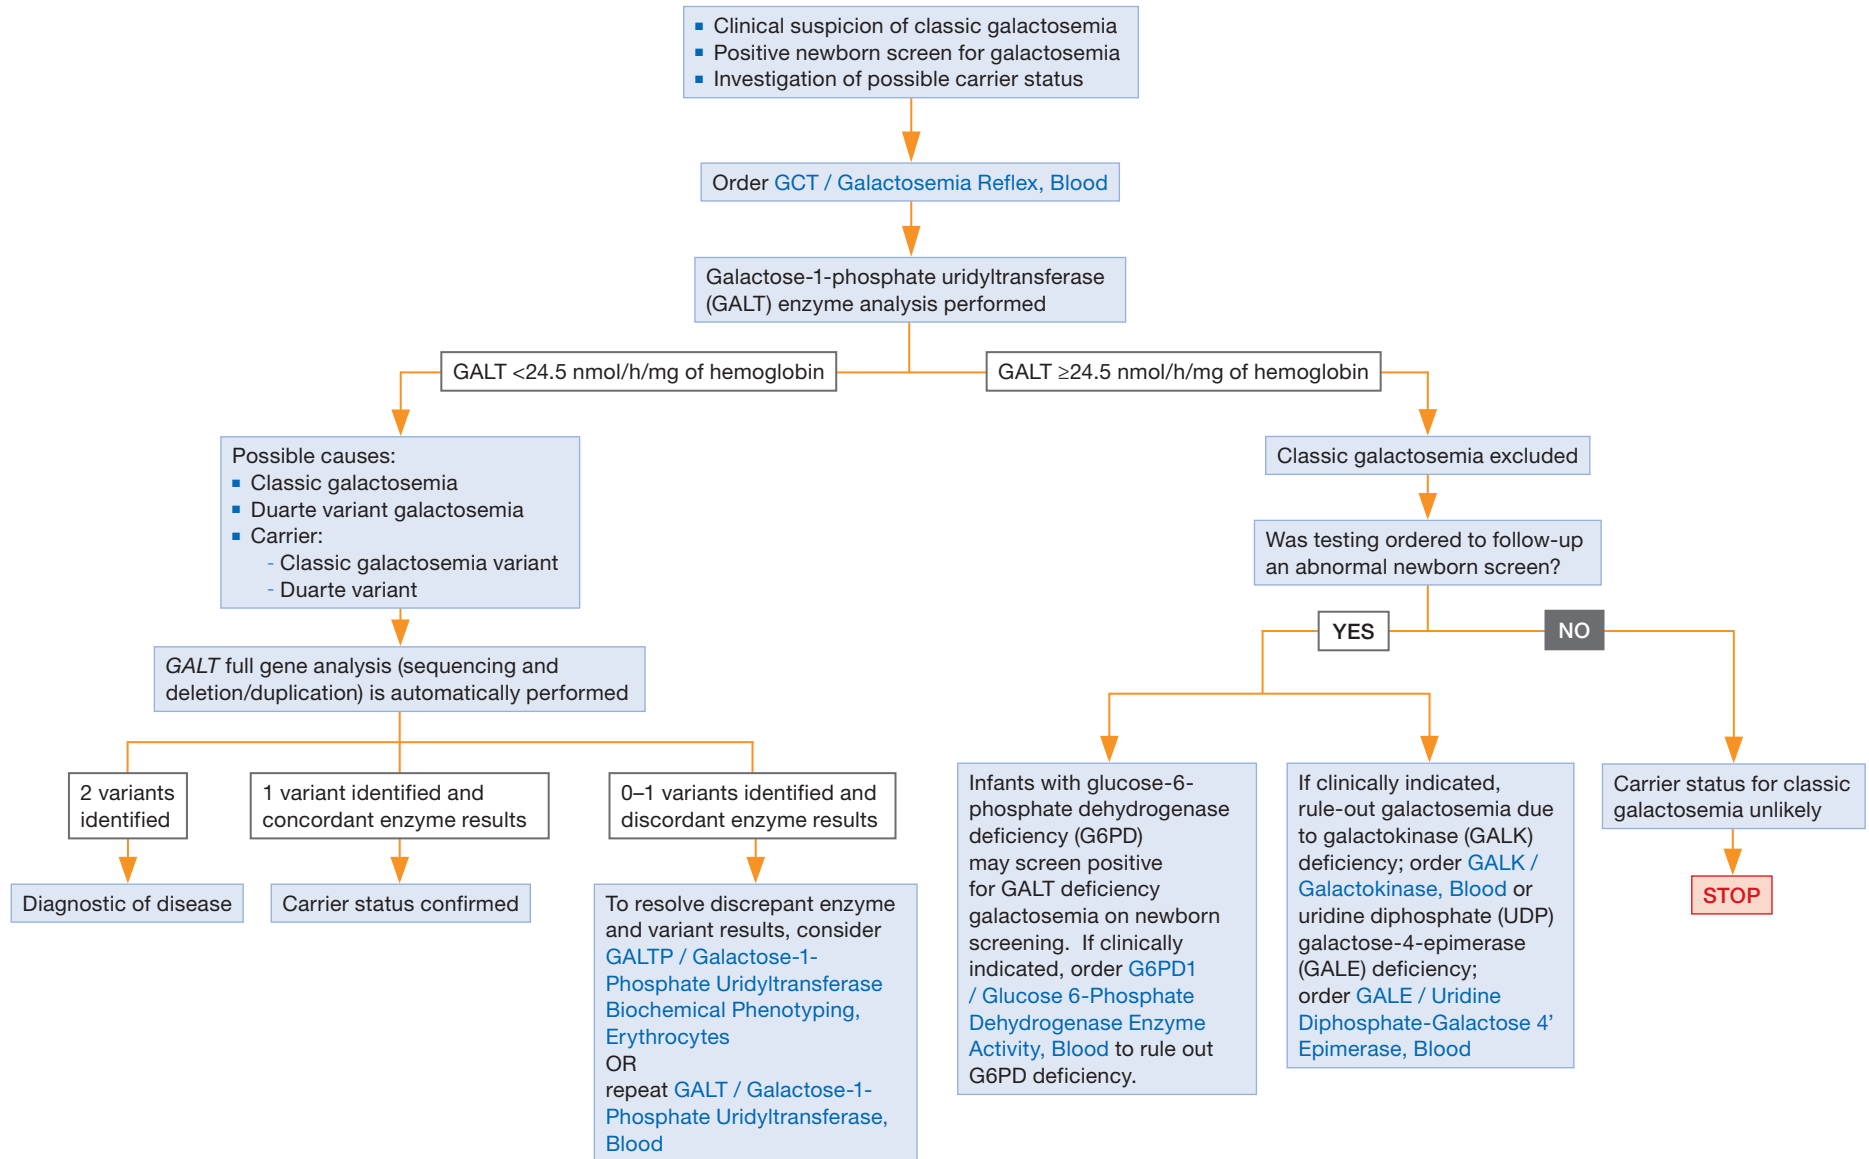 ▪ Clinical suspicion of classic galactosemia
▪ Positive newborn screen for galactosemia
▪ Investigation of possible carrier status
Order GCT / Galactosemia Reflex, Blood
Galactose-1-phosphate uridyltransferase
(GALT) enzyme analysis performed
GALT <24.5 nmol/h/mg of hemoglobin
GALT ≥24.5 nmol/h/mg of hemoglobin
Possible causes:
▪ Classic galactosemia
▪ Duarte variant galactosemia
▪ Carrier:
- Classic galactosemia variant
- Duarte variant
GALT full gene analysis (sequencing and
deletion/duplication) is automatically performed
2 variants
identified
1 variant identified and
concordant enzyme results
0–1 variants identified and
discordant enzyme results
Diagnostic of disease
Carrier status confirmed
To resolve discrepant enzyme
and variant results, consider
GALTP / Galactose-1-
Phosphate Uridyltransferase
Biochemical Phenotyping,
Erythrocytes
OR
repeat GALT / Galactose-1-
Phosphate Uridyltransferase,
Blood
Classic galactosemia excluded
Was testing ordered to follow-up
an abnormal newborn screen?
YES
NO
Infants with glucose-6-
phosphate dehydrogenase
deficiency (G6PD)
may screen positive
for GALT deficiency
galactosemia on newborn
screening. If clinically
indicated, order G6PD1
/ Glucose 6-Phosphate
Dehydrogenase Enzyme
Activity, Blood to rule out
G6PD deficiency.
If clinically indicated,
rule-out galactosemia due
to galactokinase (GALK)
deficiency; order GALK /
Galactokinase, Blood or
uridine diphosphate (UDP)
galactose-4-epimerase
(GALE) deficiency;
order GALE / Uridine
Diphosphate-Galactose 4’
Epimerase, Blood
Carrier status for classic
galactosemia unlikely
STOP